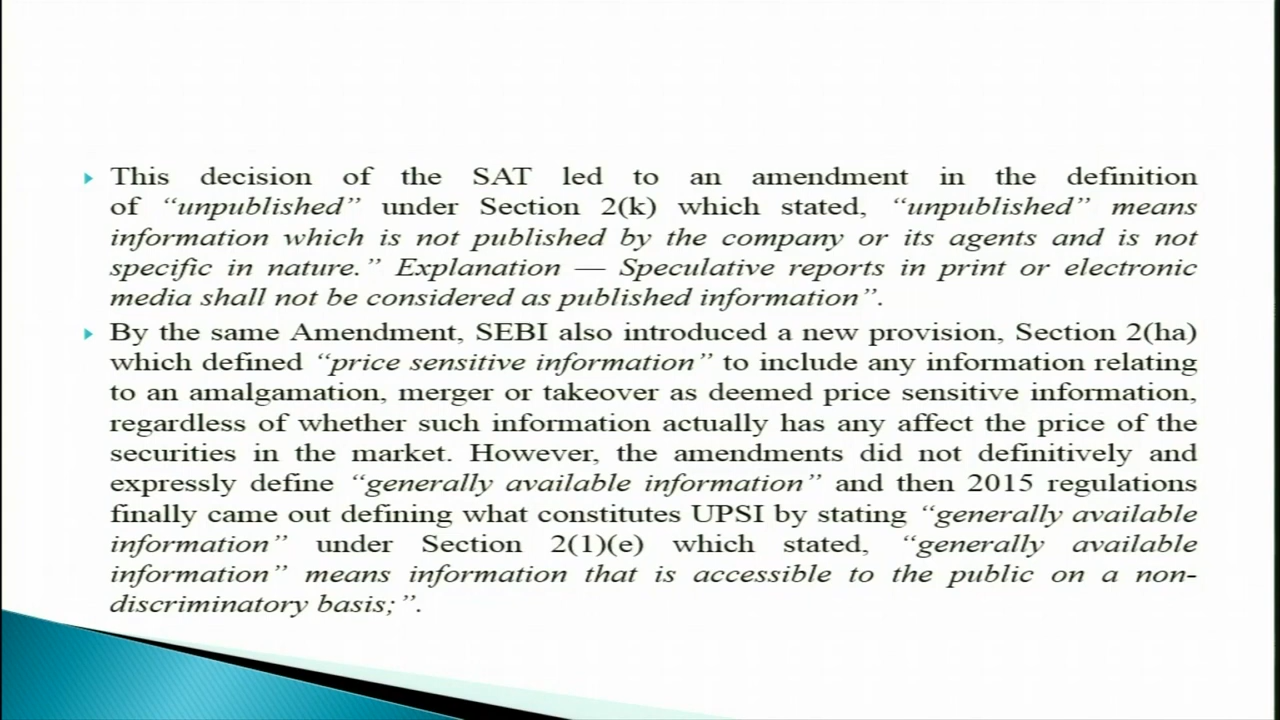 This decision of the SAT led to an amendment in the definition
of “unpublished” under Section 2(k) which stated, “unpublished” means
information which is not published by the company or its agents and is not
specific in nature.” Explanation — Speculative reports in print or electronic
media shall not be considered as published information”.
By the same Amendment, SEBI also introduced a new provision, Section 2(ha)
which defined “price sensitive information” to include any information relating
to an amalgamation, merger or takeover as deemed price sensitive information,
regardless of whether such information actually has any affect the price of the
securities in the market. However, the amendments did not definitively and
expressly define “generally available information” and then 2015 regulations
finally came out defining what constitutes UPSI by stating “generally available
information” under Section 2(1)(e) which stated, “generally available
information” means information that is accessible to the public on a non-
discriminatory basis;”.